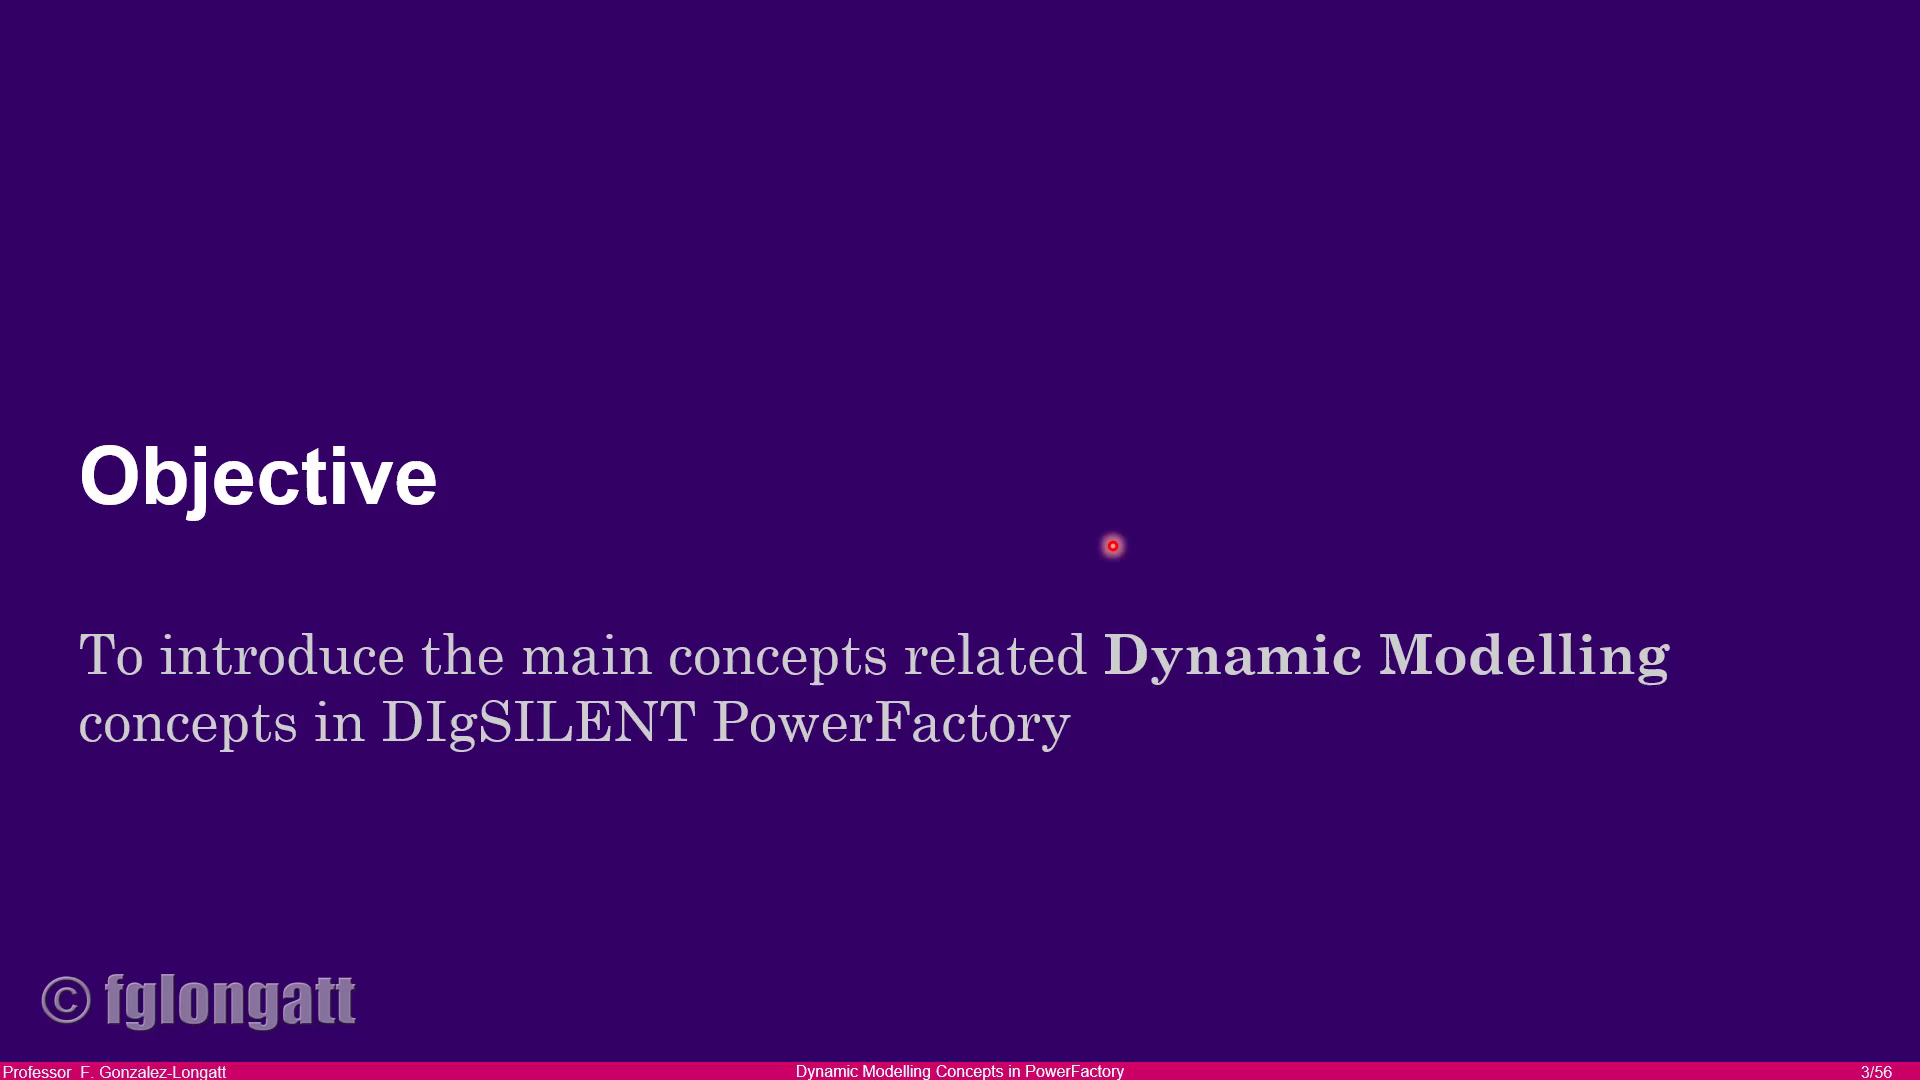 Objective
To introduce the main concepts related Dynamic Modelling
concepts in DIgSILENT PowerFactory
© fglongatt
Professor F. Gonzalez-Longatt
Dynamic Modelling Concepts in PowerFactory
3/56